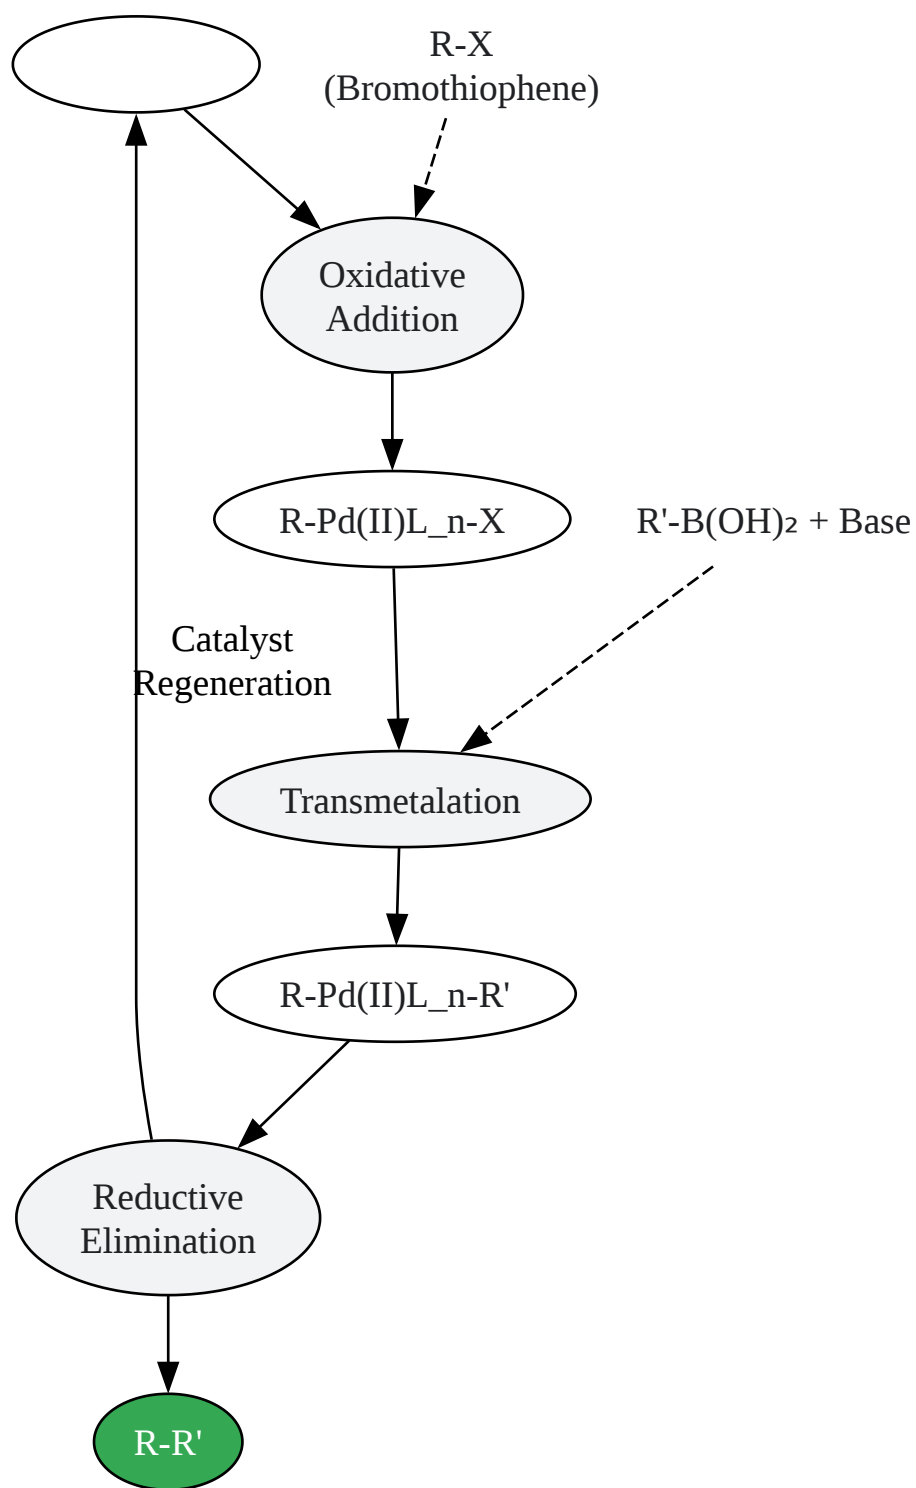 R-X
(Bromothiophene)
Oxidative
Addition
R-Pd(II)L_n-X
R'-B(OH)₂ + Base
Catalyst
Regeneration
Transmetalation
R-Pd(II)L_n-R'
Reductive
Elimination
R-R'